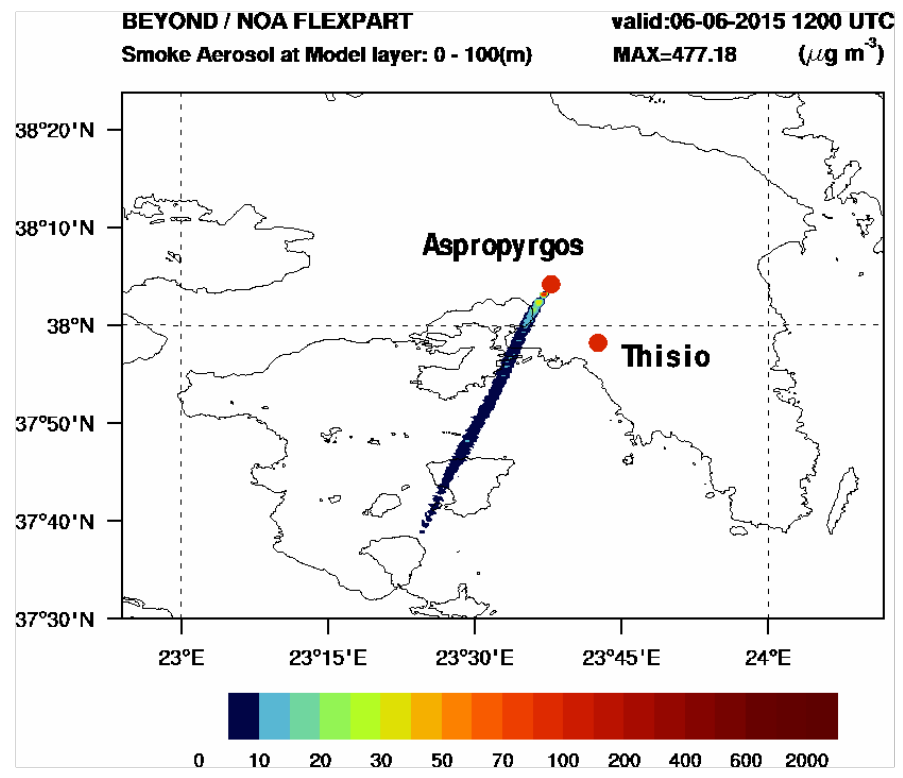 BEYOND / NOA FLEXPART valid:06-06-2015 1200 UTC
Smoke Aerosol at Model layer: 0 - 100(m) MAX=477.18 (μg m⁻³)
38°20'N
38°10'N
Aspropyrgos
38°N
Thisio
37°50'N
37°40'N
37°30'N
23°E 23°15'E 23°30'E 23°45'E 24°E
0 10 20 30 50 70 100 200 400 600 2000